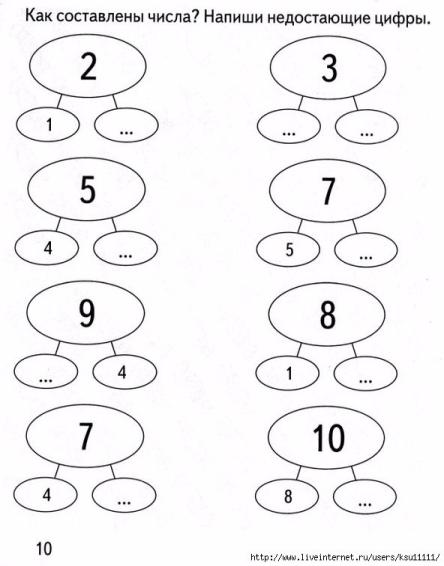 Как составлены числа? Напиши недостающие цифры.
2 3
1 ... ... ...
5 7
4 ... 5 ...
9 8
... 4 1 ...
7 10
4 ... 8 ...
10
http://www.liveinternet.ru/users/ksu11111/